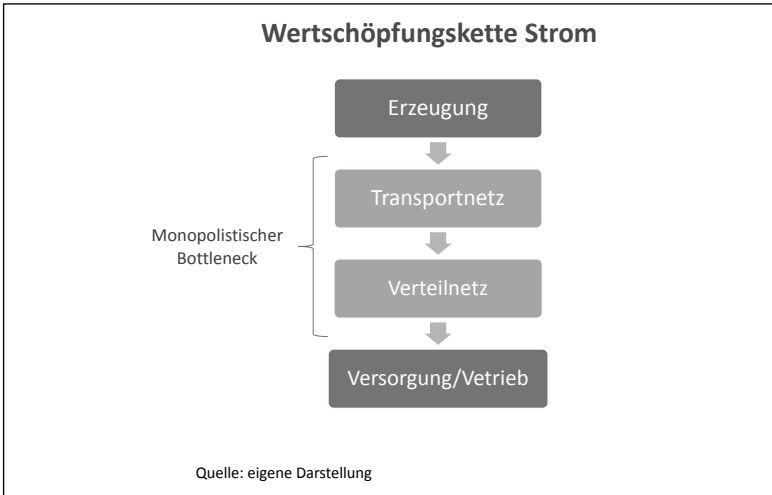 Wertschöpfungskette Strom
Erzeugung
Transportnetz
Monopolistischer
Bottleneck
Verteilnetz
Versorgung/Vetrieb
Quelle: eigene Darstellung